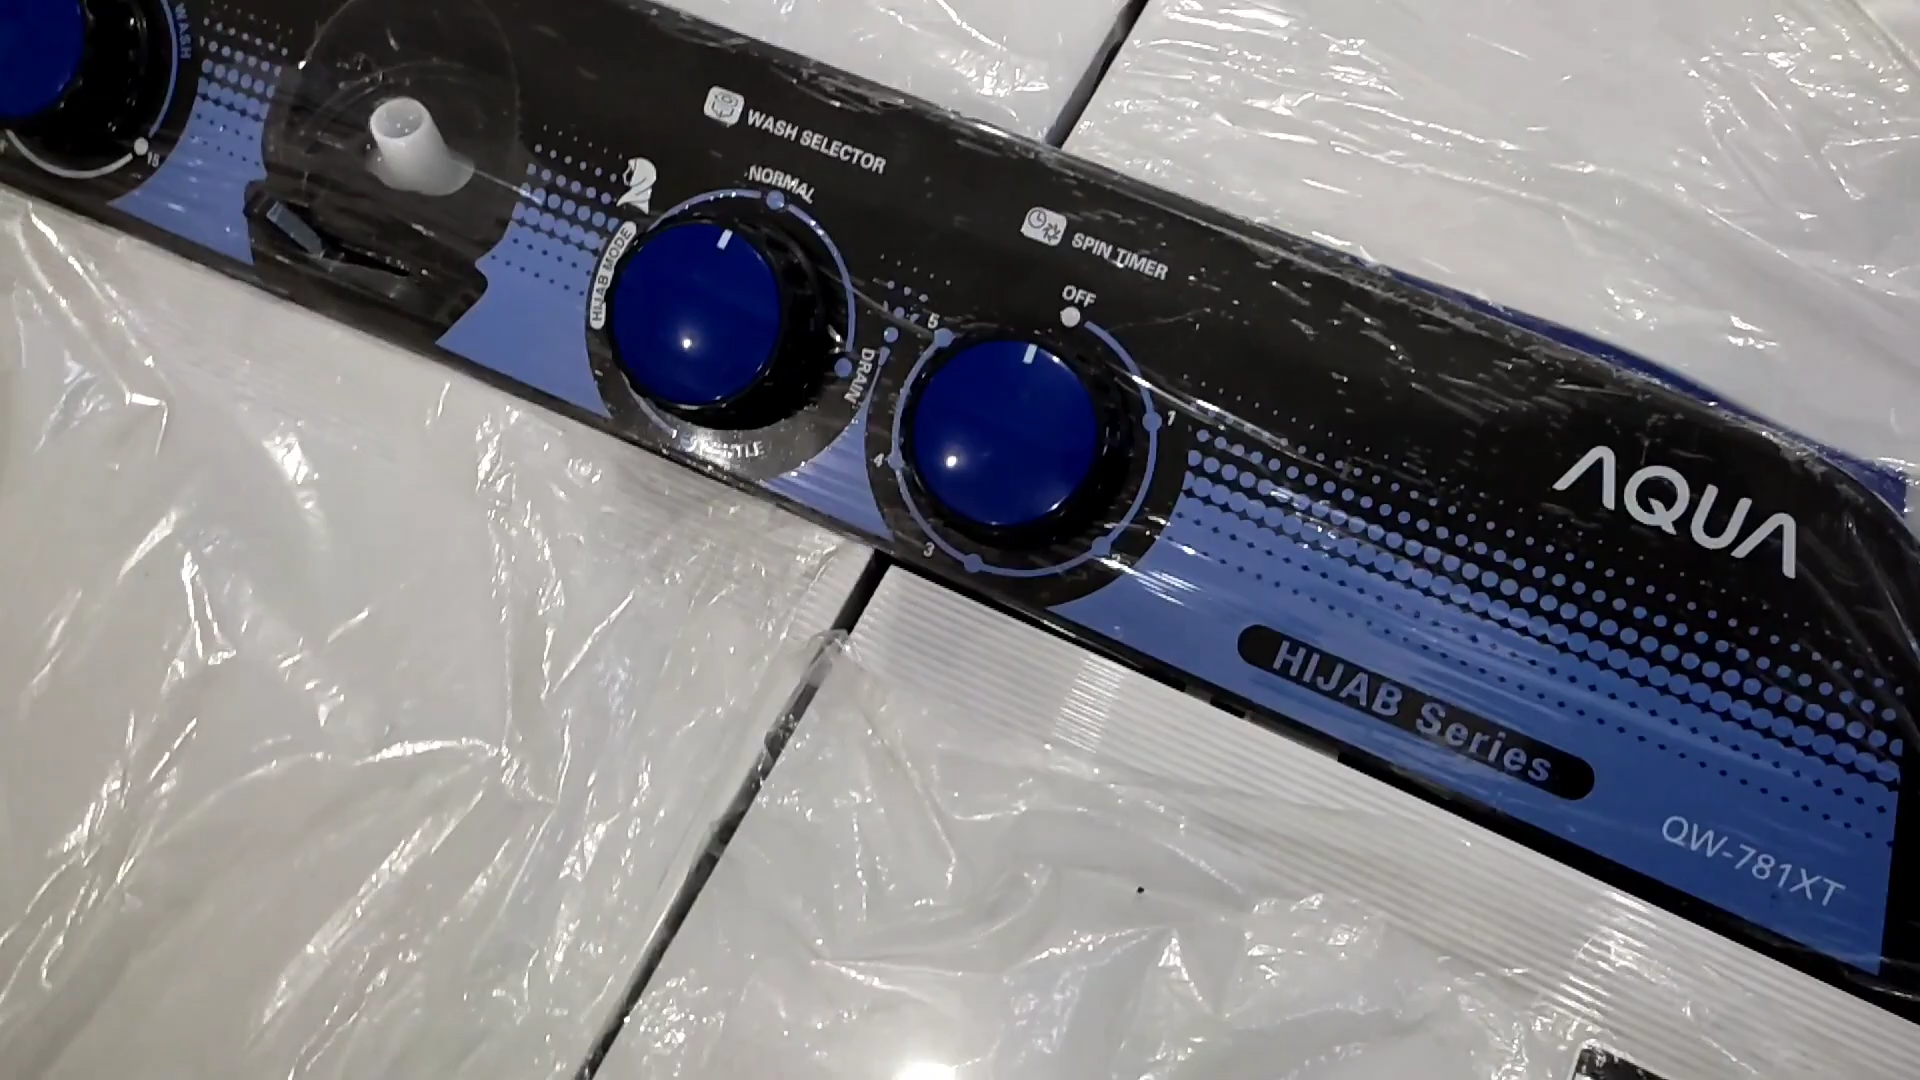 WASH
15
WASH SELECTOR
NORMAL
HIJAB MODE
DRAIN
SPIN TIMER
OFF
1
2
3
4
5
AQUA
HIJAB Series
QW-781XT